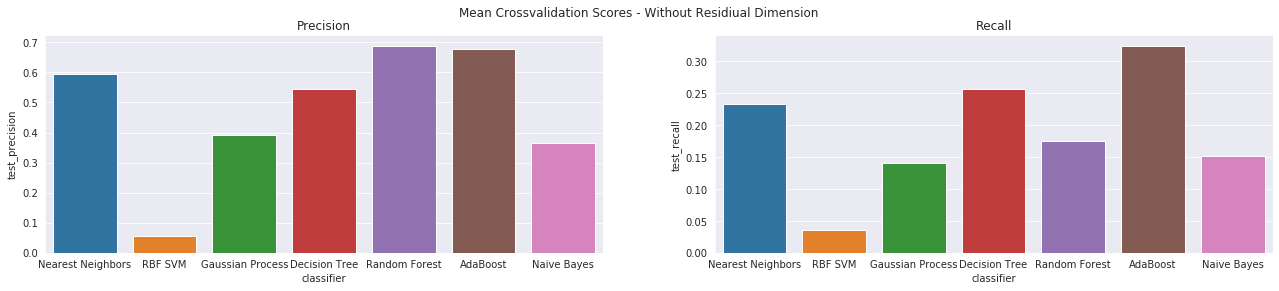 Mean Crossvalidation Scores - Without Residiual Dimension
Precision
test_precision
0.7
0.6
0.5
0.4
0.3
0.2
0.1
0.0
Nearest Neighbors RBF SVM Gaussian Process Decision Tree Random Forest AdaBoost Naive Bayes
classifier
Recall
test_recall
0.30
0.25
0.20
0.15
0.10
0.05
0.00
Nearest Neighbors RBF SVM Gaussian Process Decision Tree Random Forest AdaBoost Naive Bayes
classifier